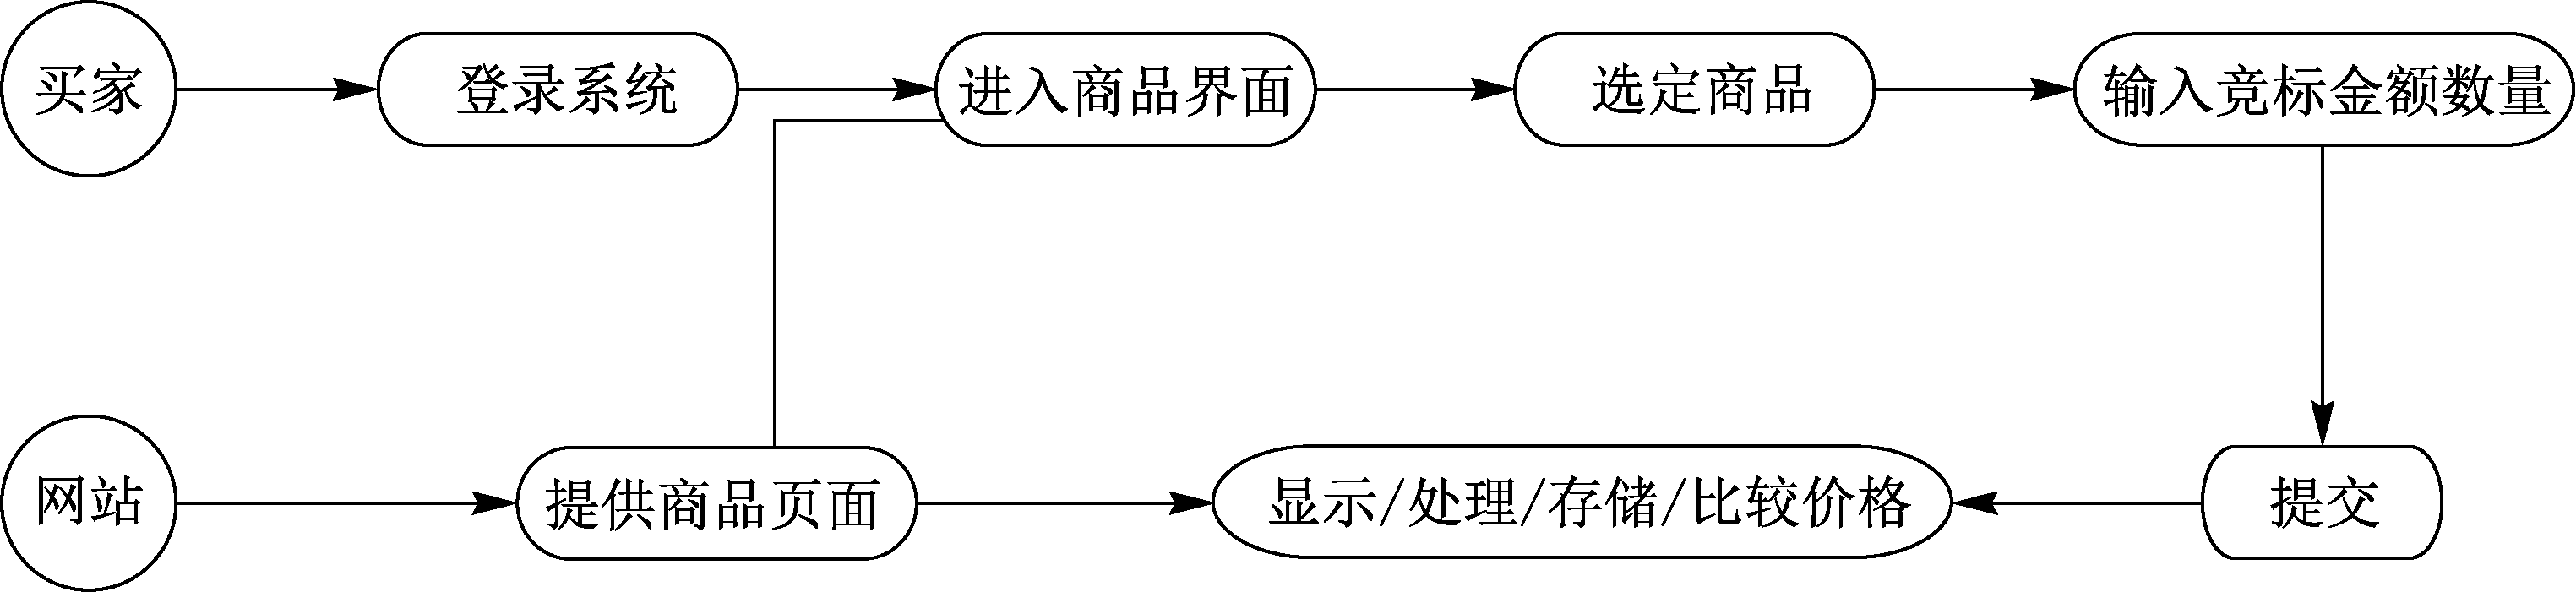 买家
登录系统
进入商品界面
选定商品
输入竞标金额数量
网站
提供商品页面
显示/处理/存储/比较价格
提交